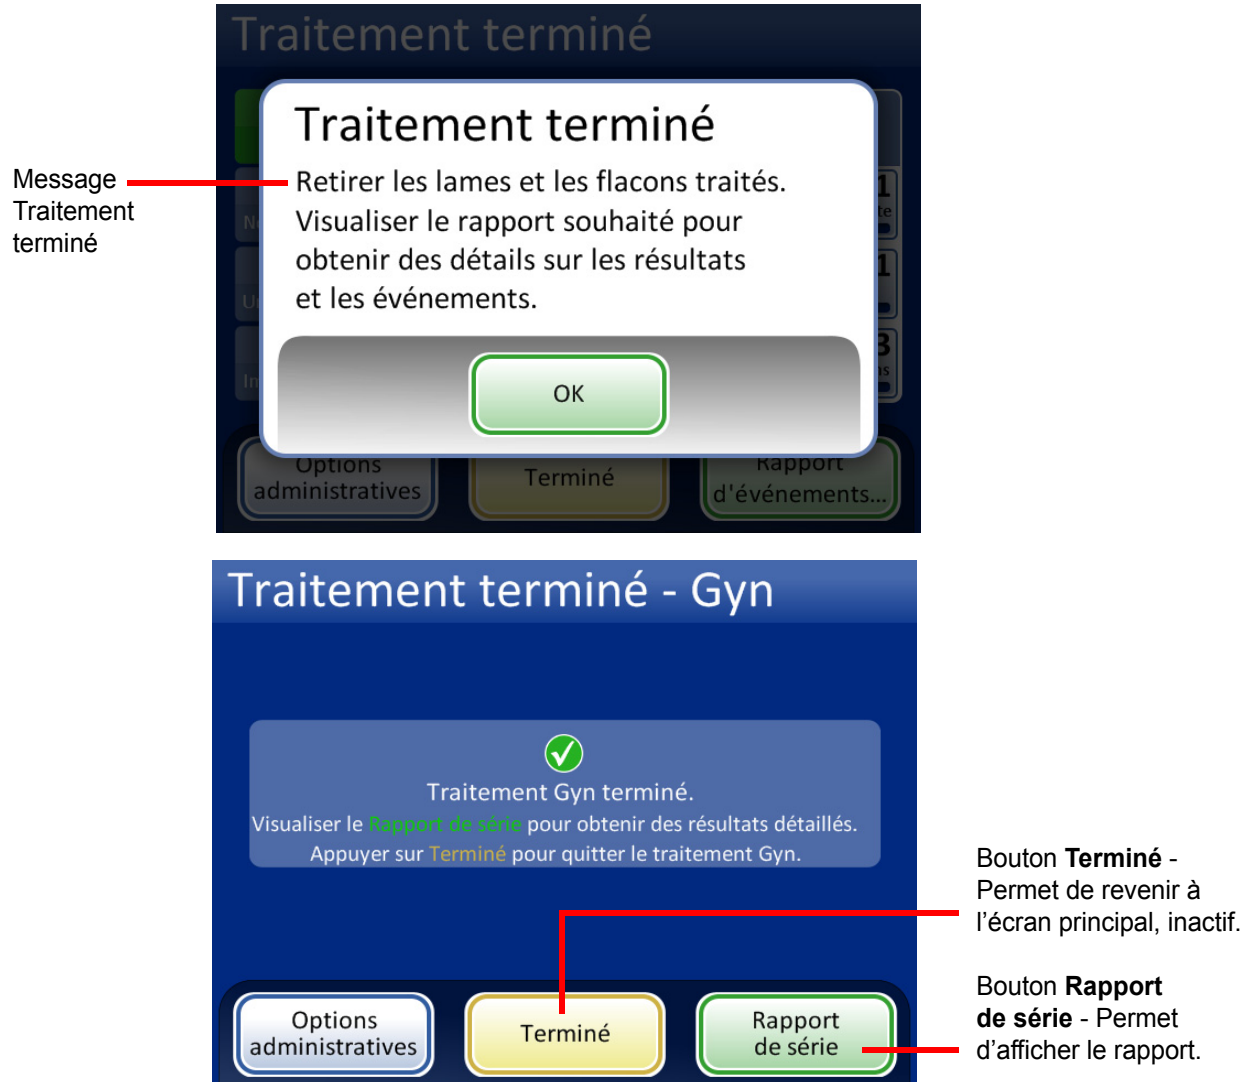 Traitement terminé
Traitement terminé
Message
Traitement
terminé
Retirer les lames et les flacons traités.
Visualiser le rapport souhaité pour
obtenir des détails sur les résultats
et les événements.
1
1
3
OK
Options
administratives
Terminé
Rapport
d'événements...
Traitement terminé - Gyn
Traitement Gyn terminé.
Visualiser le Rapport de série pour obtenir des résultats détaillés.
Appuyer sur Terminé pour quitter le traitement Gyn.
Bouton Terminé -
Permet de revenir à
l’écran principal, inactif.
Options
administratives
Terminé
Rapport
de série
Bouton Rapport
de série - Permet
d’afficher le rapport.